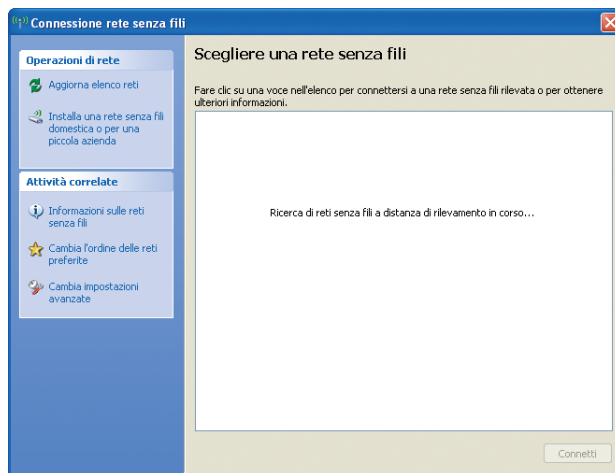 Connessione rete senza fili
Operazioni di rete
Aggiorna elenco reti
Installa una rete senza fili
domestica o per una
piccola azienda
Attività correlate
Informazioni sulle reti
senza fili
Cambia l'ordine delle reti
preferite
Cambia impostazioni
avanzate
Scegliere una rete senza fili
Fare clic su una voce nell'elenco per connettersi a una rete senza fili rilevata o per ottenere
ulteriori informazioni.
Ricerca di reti senza fili a distanza di rilevamento in corso...
Connetti